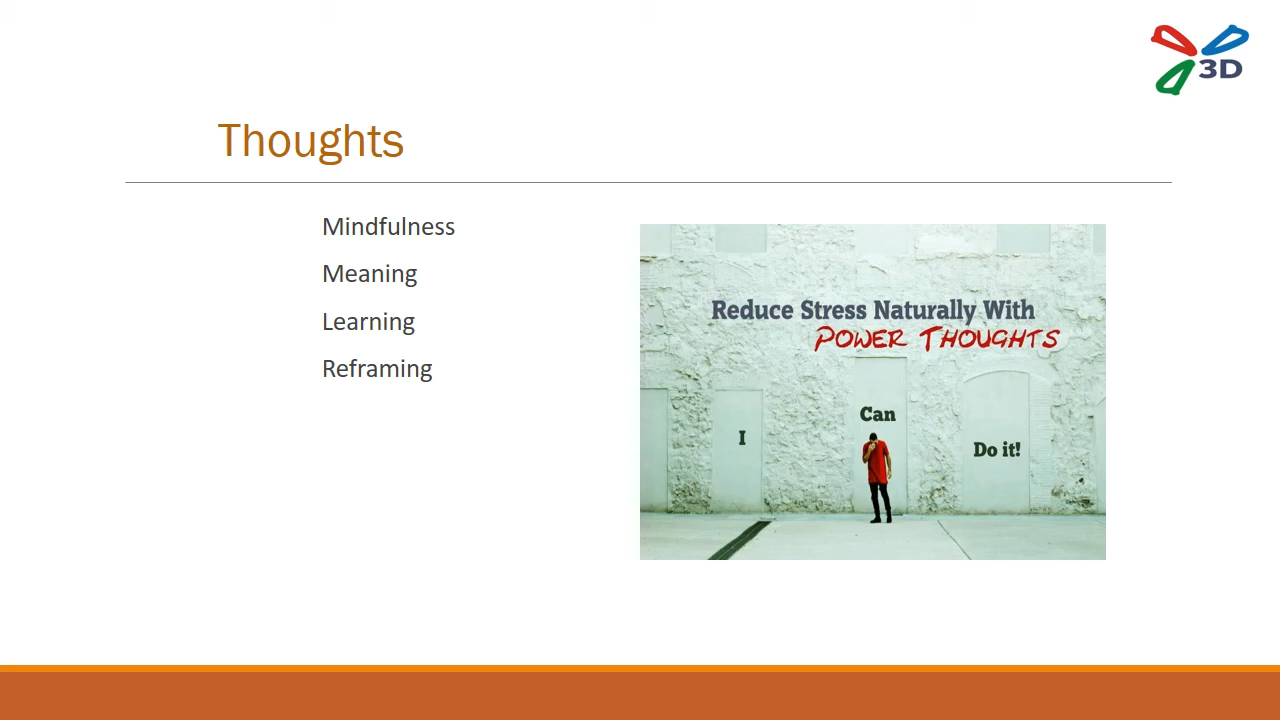 3D
Thoughts
Mindfulness
Meaning
Learning
Reframing
Reduce Stress Naturally With
POWER THOUGHTS
Can
I
Do it!